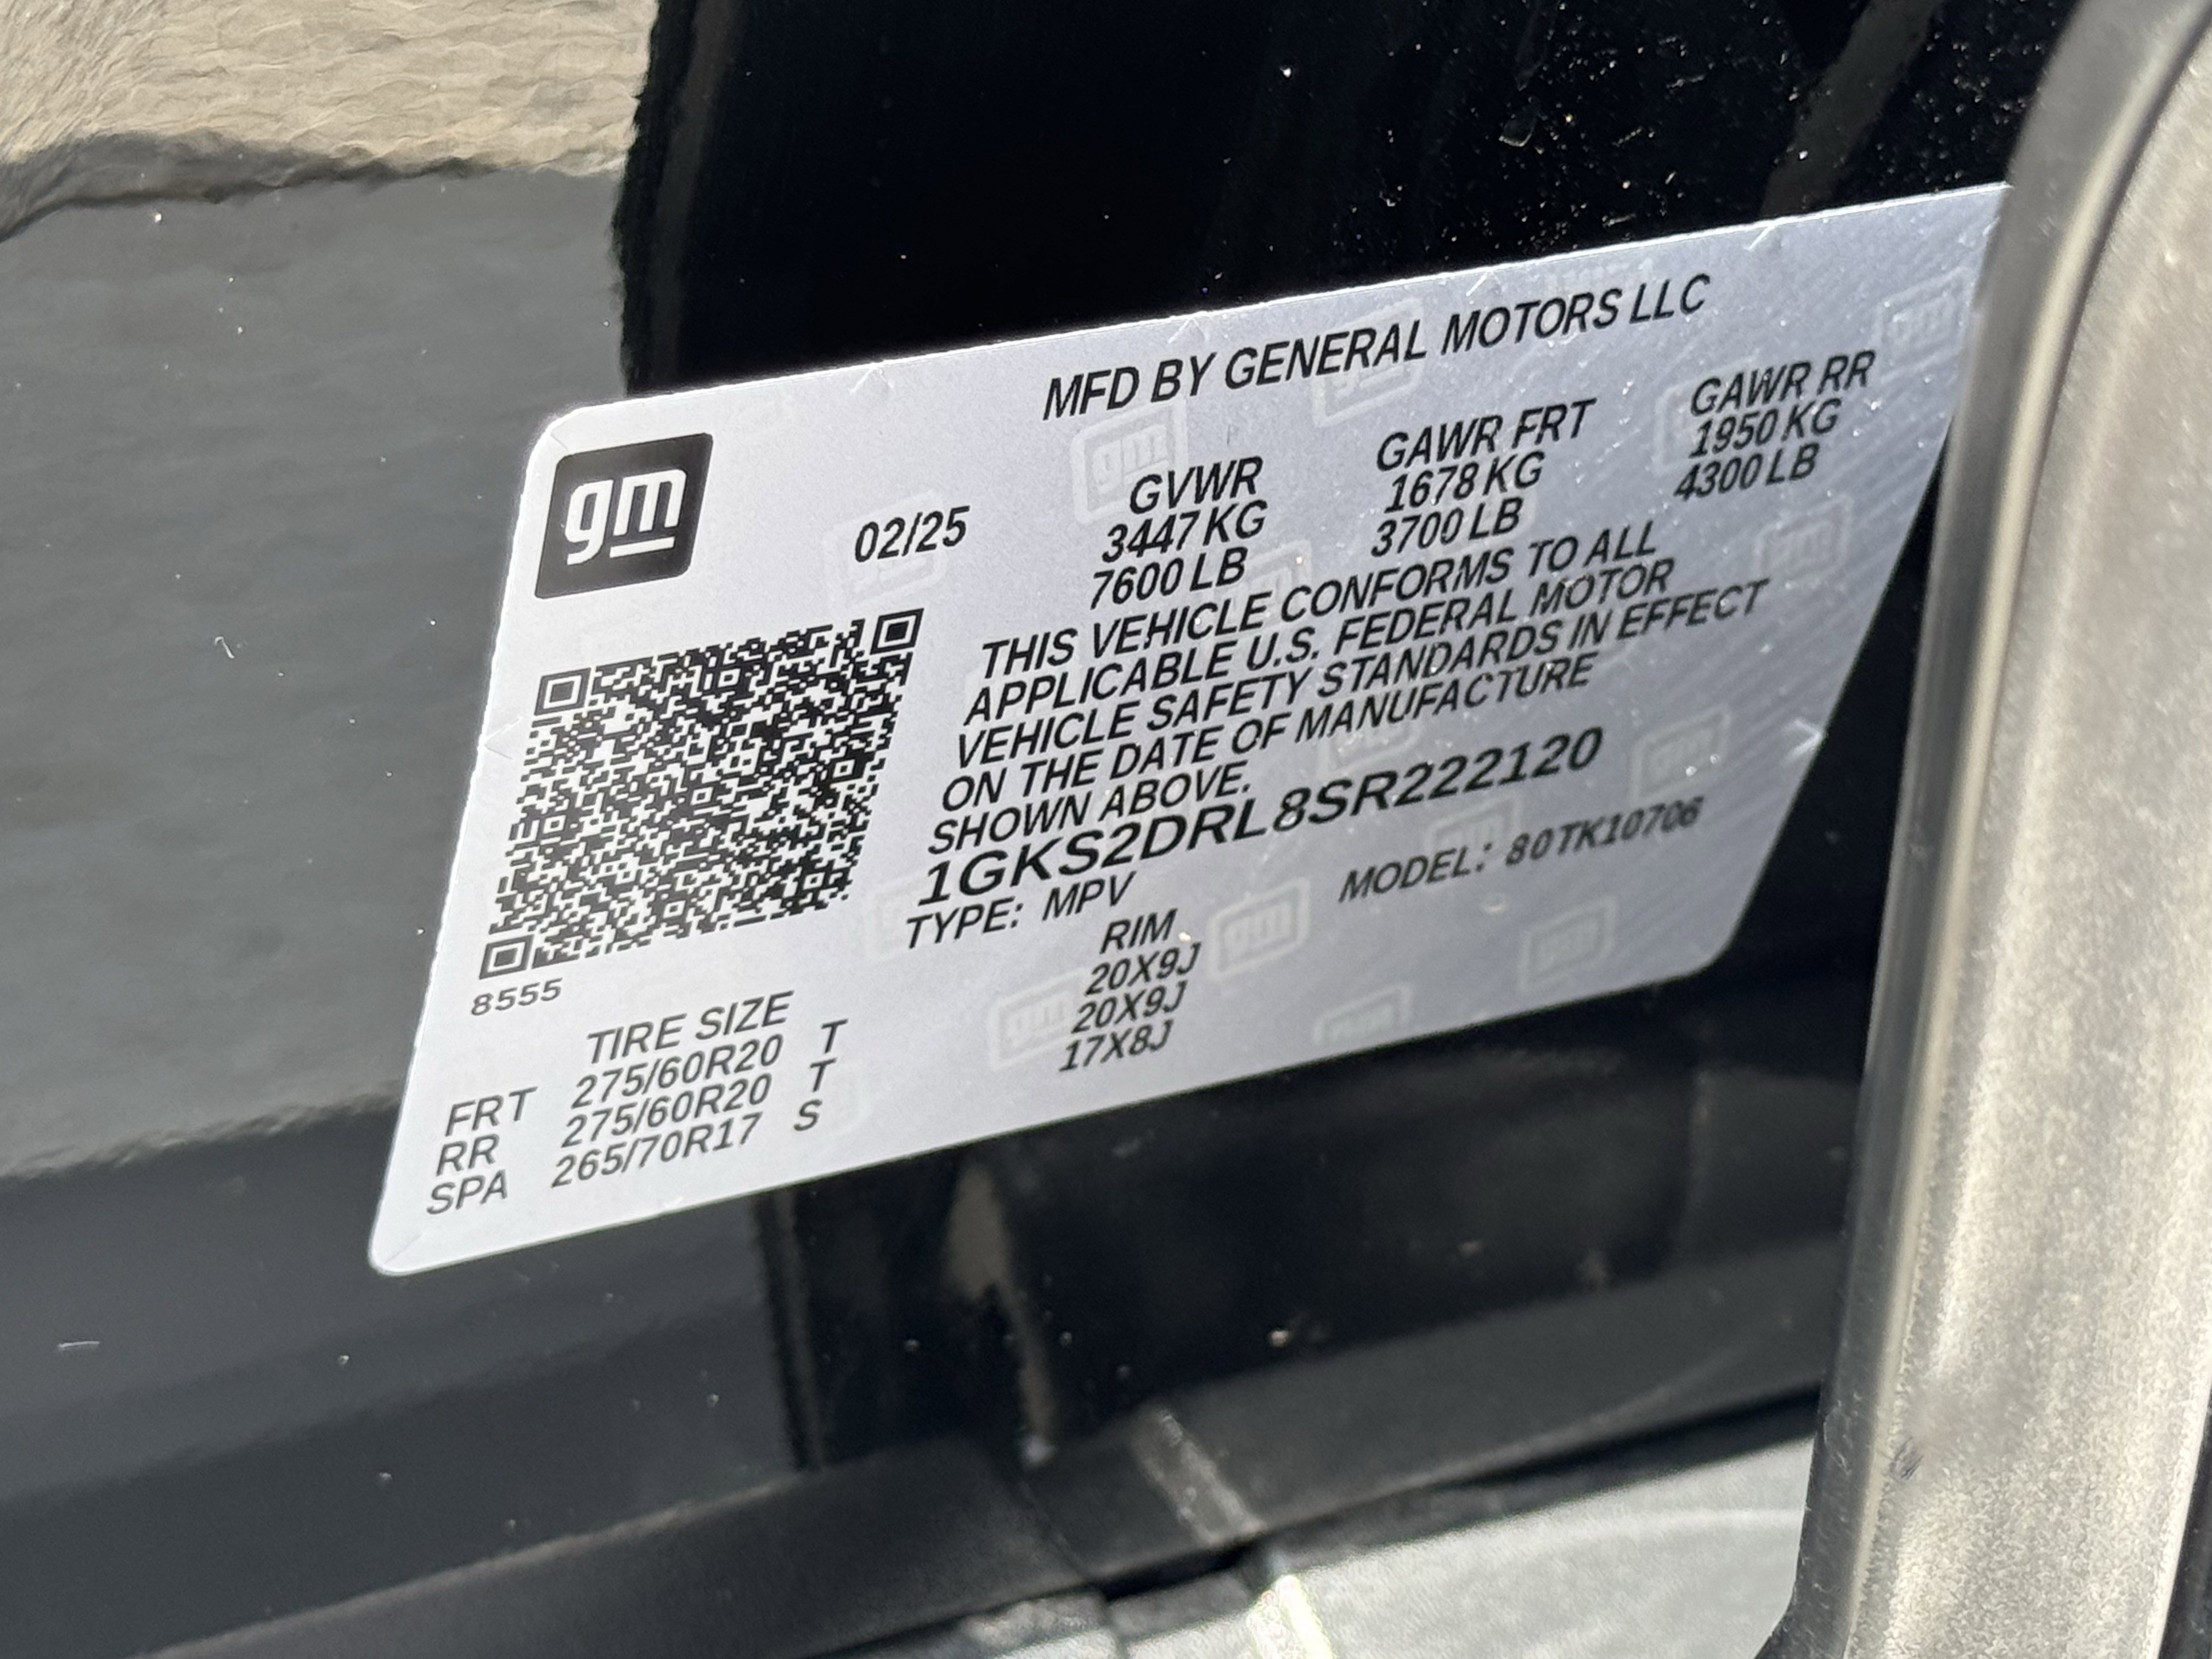 MFD BY GENERAL MOTORS LLC
gm
02/25
GVWR
3447 KG
7600 LB
GAWR FRT
1678 KG
3700 LB
GAWR RR
1950 KG
4300 LB
THIS VEHICLE CONFORMS TO ALL
APPLICABLE U.S. FEDERAL MOTOR
VEHICLE SAFETY STANDARDS IN EFFECT
ON THE DATE OF MANUFACTURE
SHOWN ABOVE.
1GKS2DRL8SR222120
TYPE: MPV MODEL: 80TK10706
8555
TIRE SIZE RIM
FRT 275/60R20 T 20X9J
RR 275/60R20 T 20X9J
SPA 265/70R17 S 17X8J